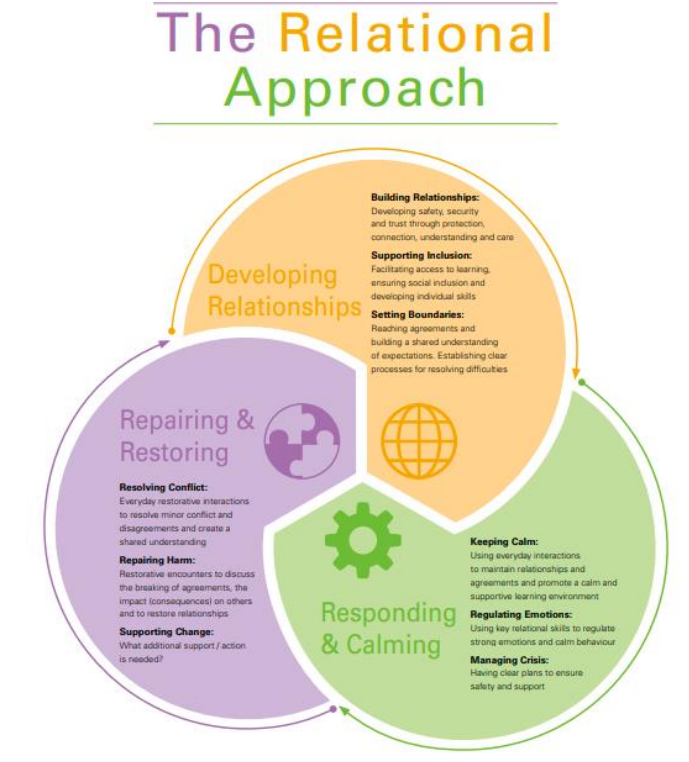 The Relational
Approach
Developing
Relationships
Building Relationships:
Developing safety, security
and trust through protection,
connection, understanding and care
Supporting Inclusion:
Facilitating access to learning,
ensuring social inclusion and
developing individual skills
Setting Boundaries:
Reaching agreements and
building a shared understanding
of expectations. Establishing clear
processes for resolving difficulties
Repairing &
Restoring
Resolving Conflict:
Everyday restorative interactions
to resolve minor conflict and
disagreements and create a
shared understanding
Repairing Harm:
Restorative encounters to discuss
the breaking of agreements, the
impact (consequences) on others
and to restore relationships
Supporting Change:
What additional support / action
is needed?
Responding
& Calming
Keeping Calm:
Using everyday interactions
to maintain relationships and
agreements and promote a calm and
supportive learning environment
Regulating Emotions:
Using key relational skills to regulate
strong emotions and calm behaviour
Managing Crisis:
Having clear plans to ensure
safety and support